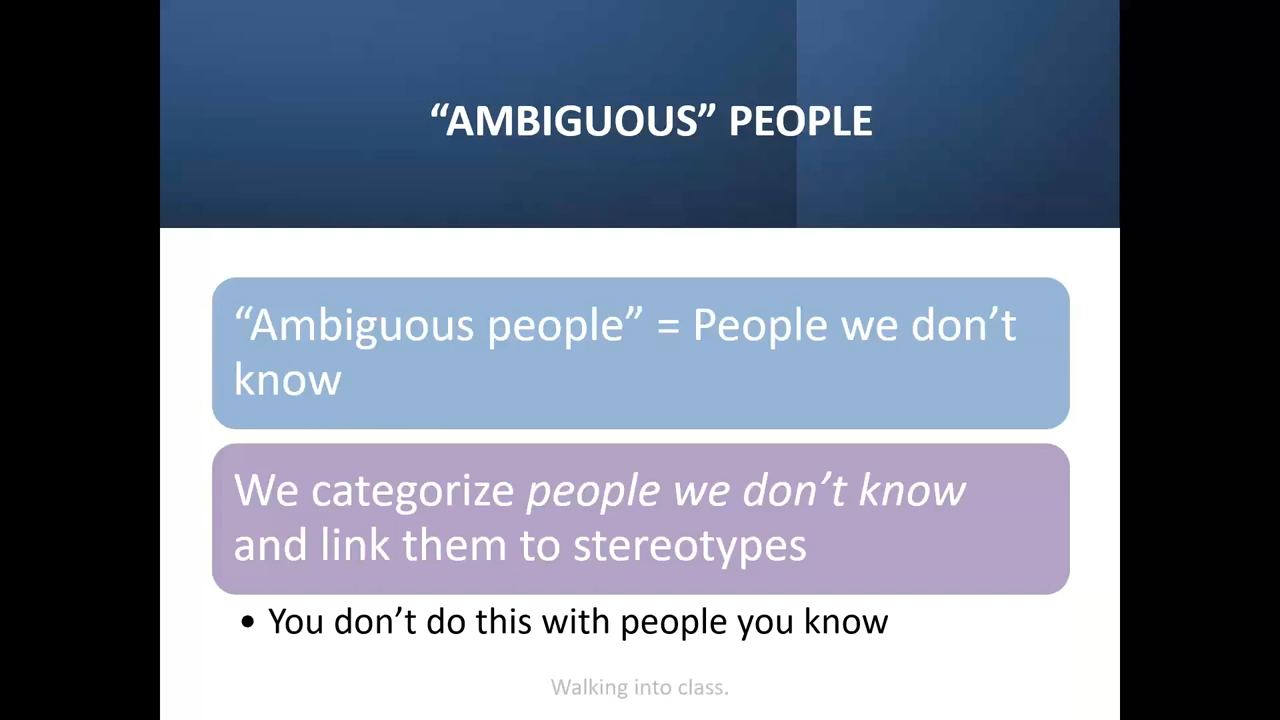 “AMBIGUOUS” PEOPLE
“Ambiguous people” = People we don’t
know
We categorize people we don’t know
and link them to stereotypes
• You don’t do this with people you know
Walking into class.